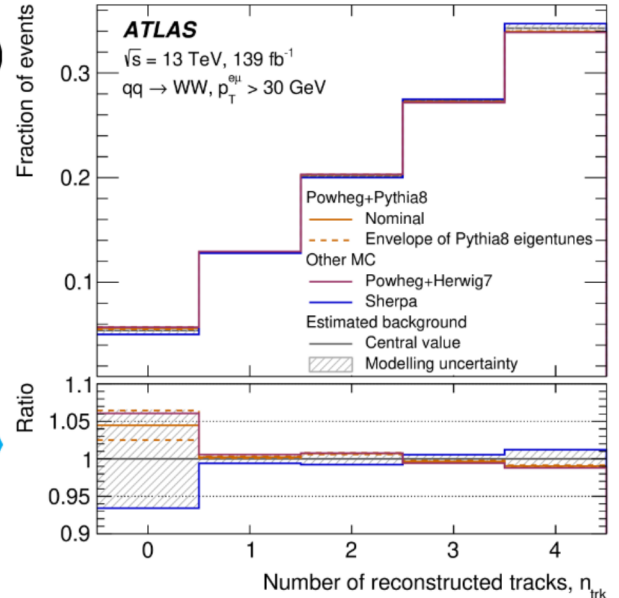 ATLAS
√s = 13 TeV, 139 fb⁻¹
qq → WW, p_T^eμ > 30 GeV
Fraction of events
0.3
0.2
0.1
Powheg+Pythia8
Nominal
Envelope of Pythia8 eigentunes
Other MC
Powheg+Herwig7
Sherpa
Estimated background
Central value
Modelling uncertainty
Ratio
1.1
1.05
1
0.95
0.9
0 1 2 3 4
Number of reconstructed tracks, n_trk